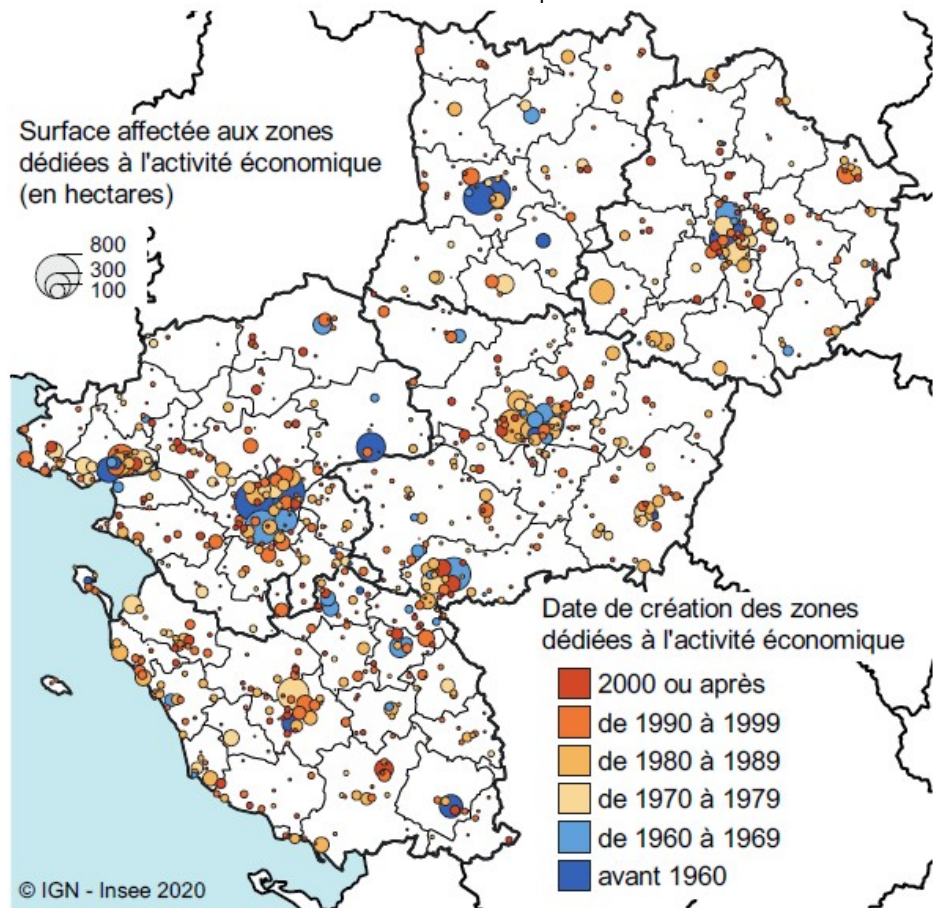 Surface affectée aux zones
dédiées à l'activité économique
(en hectares)
800
300
100
Date de création des zones
dédiées à l'activité économique
2000 ou après
de 1990 à 1999
de 1980 à 1989
de 1970 à 1979
de 1960 à 1969
avant 1960
© IGN - Insee 2020